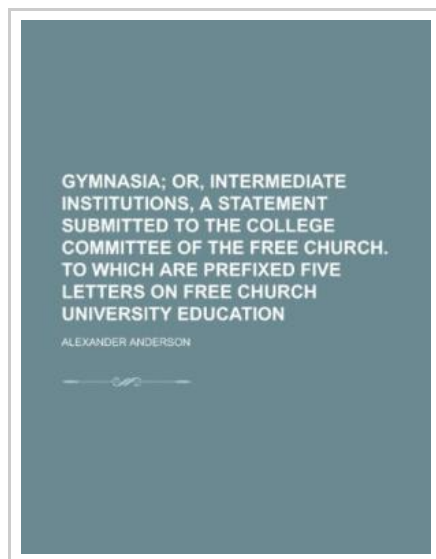 GYMNASIA; OR, INTERMEDIATE
INSTITUTIONS, A STATEMENT
SUBMITTED TO THE COLLEGE
COMMITTEE OF THE FREE CHURCH.
TO WHICH ARE PREFIXED FIVE
LETTERS ON FREE CHURCH
UNIVERSITY EDUCATION
ALEXANDER ANDERSON